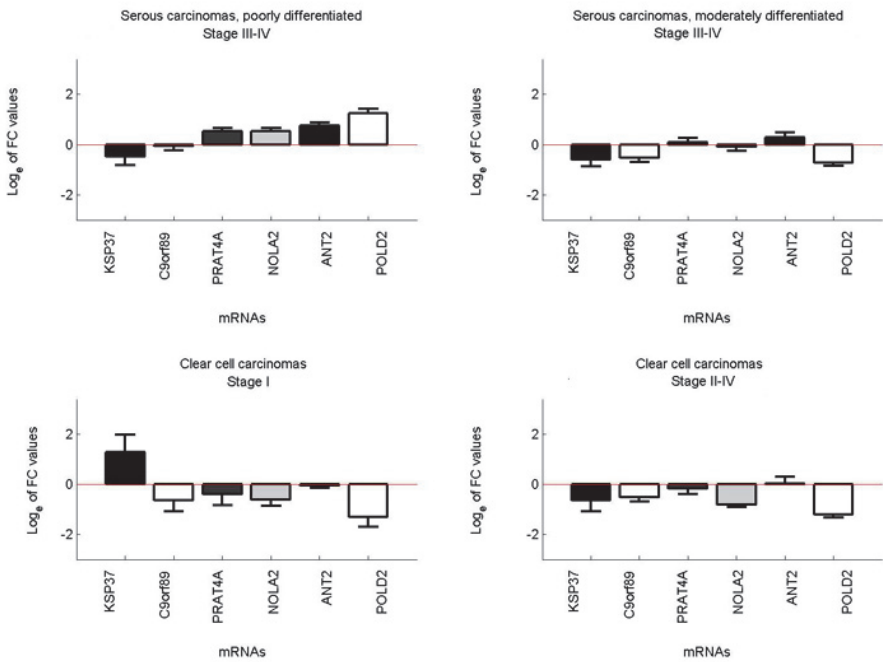 Serous carcinomas, poorly differentiated
Stage III-IV
Log_e of FC values
2
0
-2
KSP37
C9orf89
PRAT4A
NOLA2
ANT2
POLD2
mRNAs
Serous carcinomas, moderately differentiated
Stage III-IV
Log_e of FC values
2
0
-2
KSP37
C9orf89
PRAT4A
NOLA2
ANT2
POLD2
mRNAs
Clear cell carcinomas
Stage I
Log_e of FC values
2
0
-2
KSP37
C9orf89
PRAT4A
NOLA2
ANT2
POLD2
mRNAs
Clear cell carcinomas
Stage II-IV
Log_e of FC values
2
0
-2
KSP37
C9orf89
PRAT4A
NOLA2
ANT2
POLD2
mRNAs